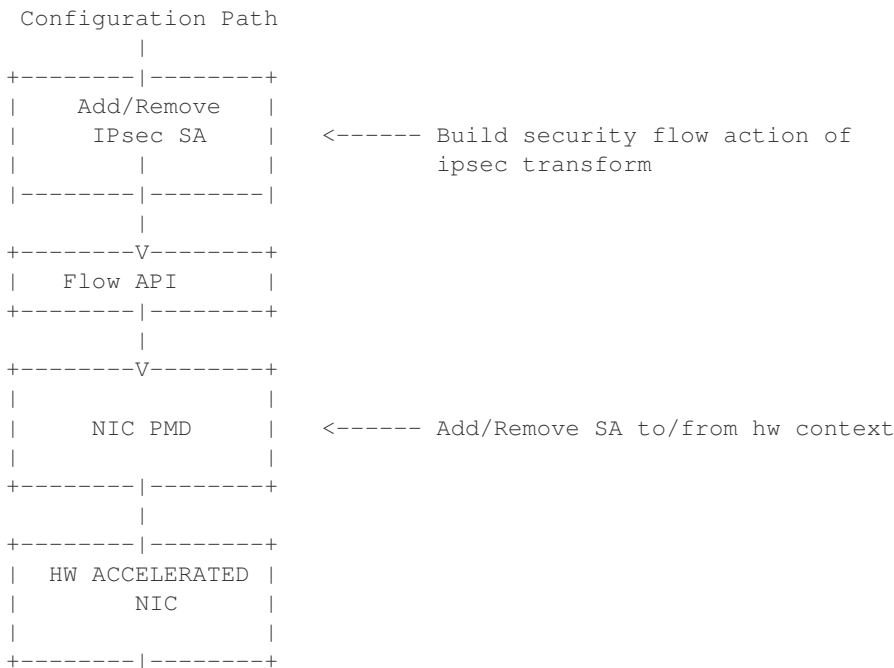 Configuration Path
         |
+--------|--------+
|    Add/Remove   |
|     IPsec SA    |   <------ Build security flow action of
|        |        |           ipsec transform
|--------|--------|
         |
+--------V--------+
|   Flow API      |
+--------|--------+
         |
+--------V--------+
|                 |
|     NIC PMD     |   <------ Add/Remove SA to/from hw context
|                 |
+--------|--------+
         |
+--------|--------+
|  HW ACCELERATED |
|        NIC      |
|                 |
+--------|--------+